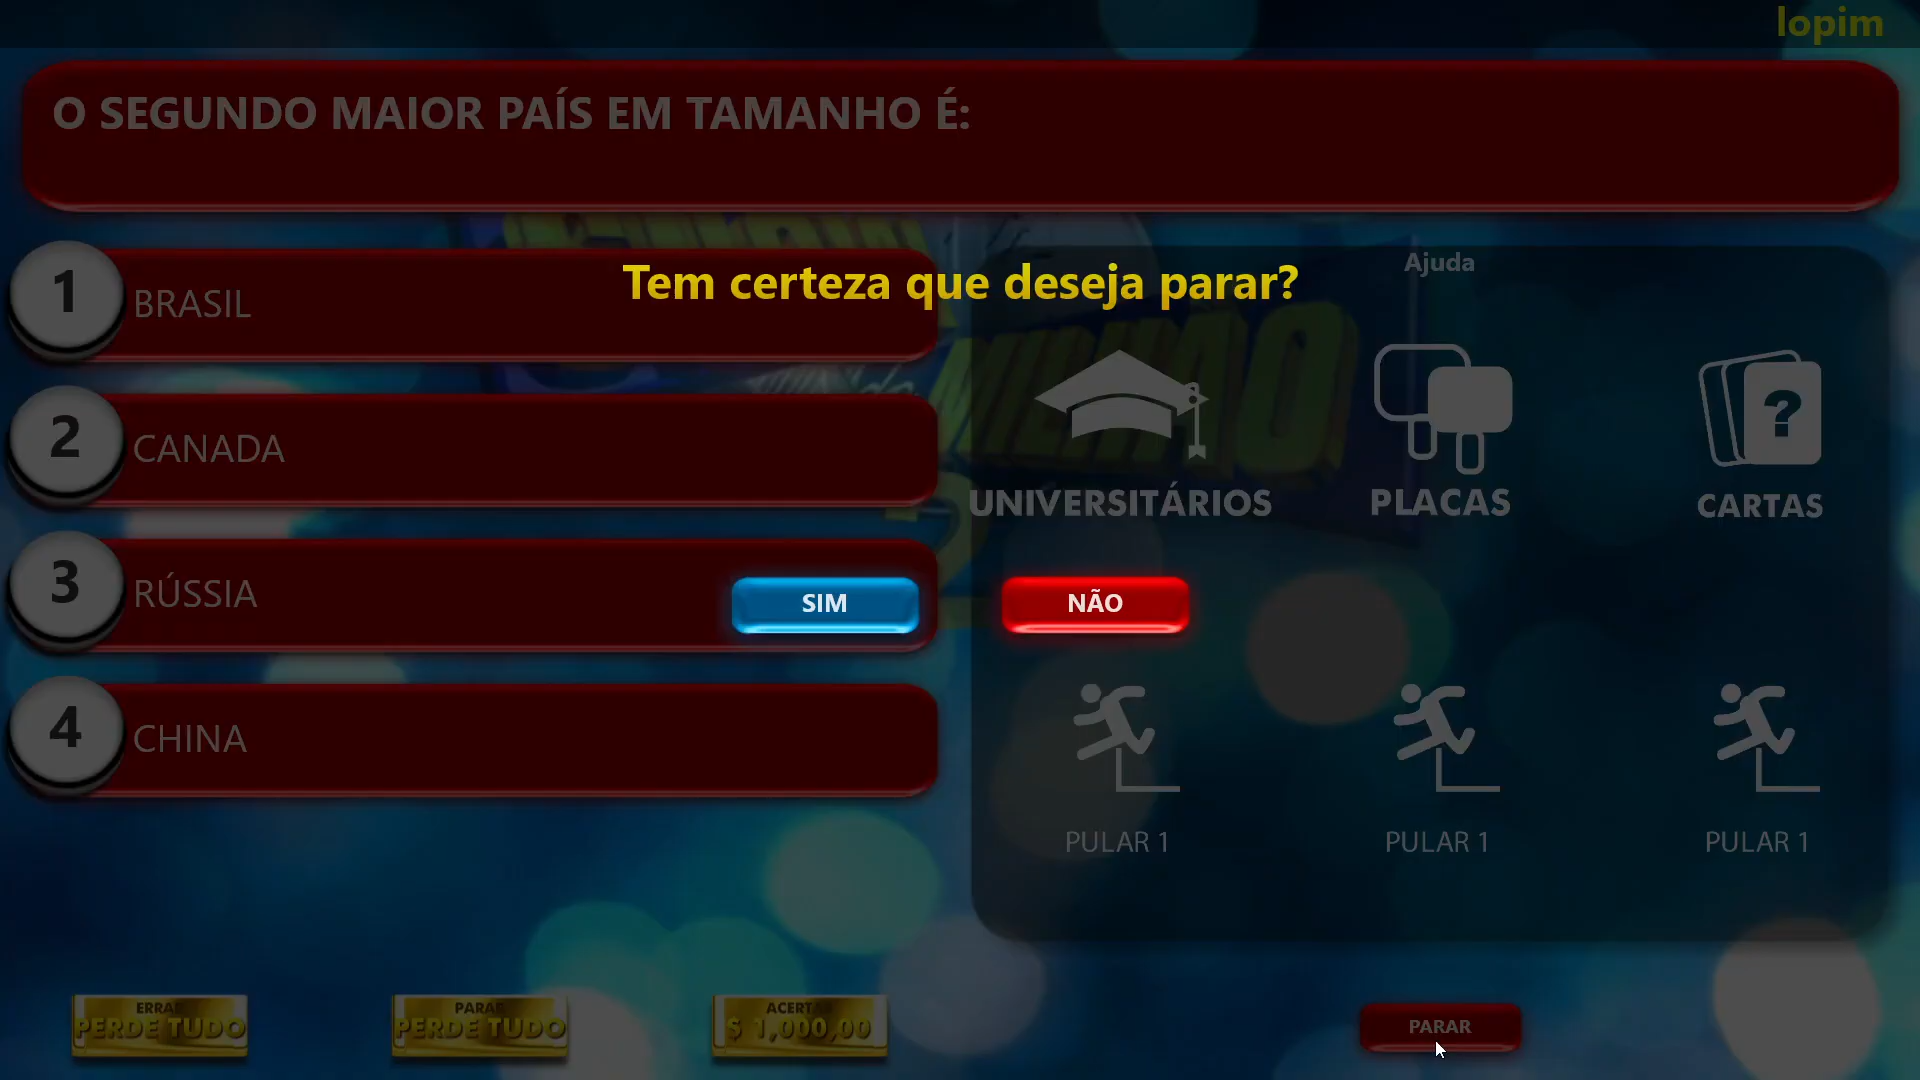 lopim
O SEGUNDO MAIOR PAÍS EM TAMANHO É:
Tem certeza que deseja parar?
1 BRASIL
2 CANADA
3 RÚSSIA
4 CHINA
SIM
NÃO
Ajuda
UNIVERSITÁRIOS
PLACAS
?
CARTAS
PULAR 1
PULAR 1
PULAR 1
ERRAR
PERDE TUDO
PARAR
PERDE TUDO
ACERTAR
$ 1,000,00
PARAR